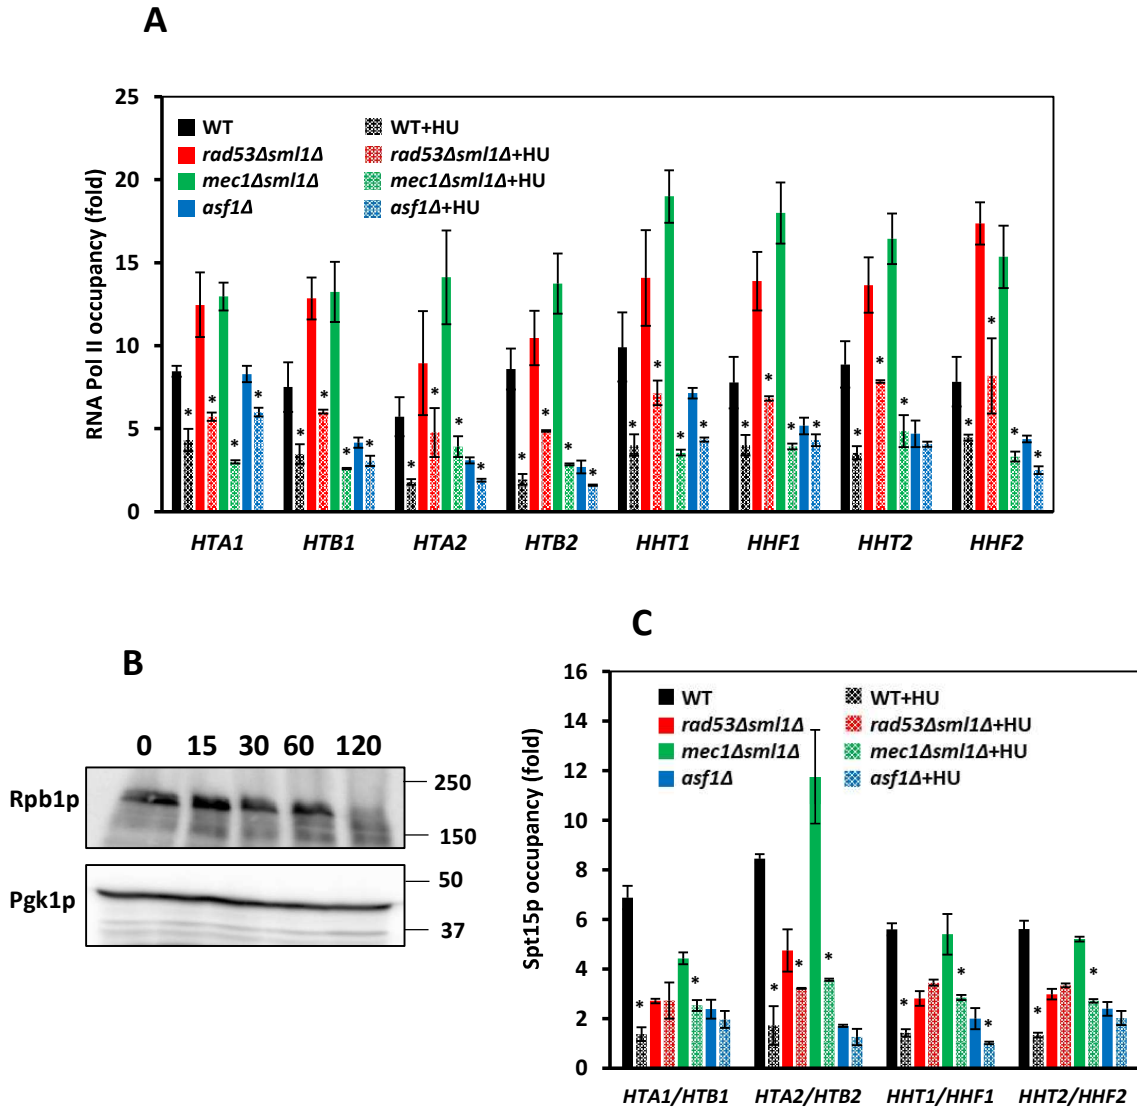 A
RNA Pol II occupancy (fold)
25
20
15
10
5
0
WT
WT+HU
rad53Δsml1Δ
rad53Δsml1Δ+HU
mec1Δsml1Δ
mec1Δsml1Δ+HU
asf1Δ
asf1Δ+HU
* * * * * * * * * * * * * * * * * * * * * * * * * * * * * *
HTA1 HTB1 HTA2 HTB2 HHT1 HHF1 HHT2 HHF2
B
0 15 30 60 120
Rpb1p
250
150
Pgk1p
50
37
C
Spt15p occupancy (fold)
16
14
12
10
8
6
4
2
0
WT
WT+HU
rad53Δsml1Δ
rad53Δsml1Δ+HU
mec1Δsml1Δ
mec1Δsml1Δ+HU
asf1Δ
asf1Δ+HU
* * * * * * * * * *
HTA1/HTB1 HTA2/HTB2 HHT1/HHF1 HHT2/HHF2